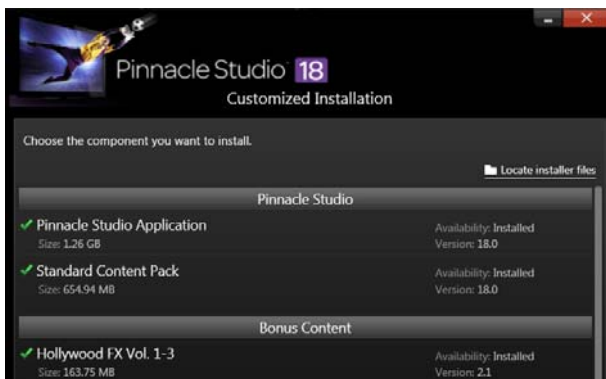 Pinnacle Studio 18
Customized Installation
Choose the component you want to install.
Locate installer files
Pinnacle Studio
Pinnacle Studio Application
Availability: Installed
Size: 1.26 GB
Version: 18.0
Standard Content Pack
Availability: Installed
Size: 654.94 MB
Version: 18.0
Bonus Content
Hollywood FX Vol. 1-3
Availability: Installed
Size: 163.75 MB
Version: 2.1